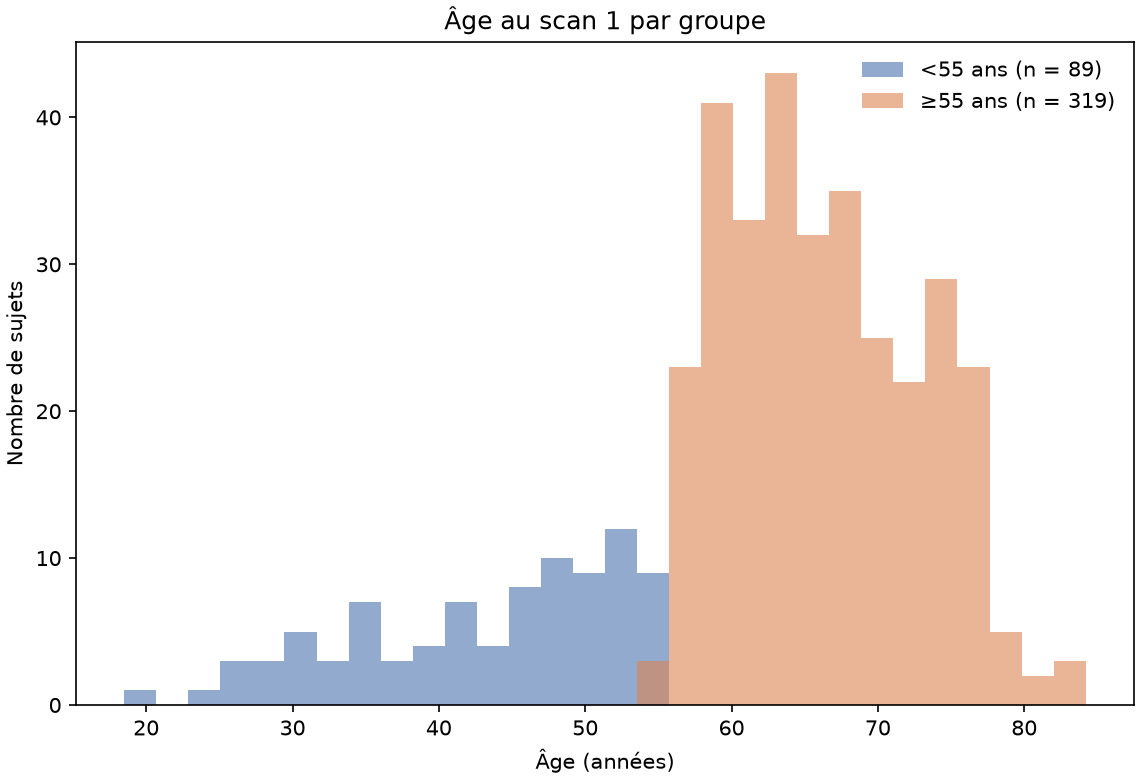 Âge au scan 1 par groupe
<55 ans (n = 89)
≥55 ans (n = 319)
Nombre de sujets
40
30
20
10
0
20 30 40 50 60 70 80
Âge (années)